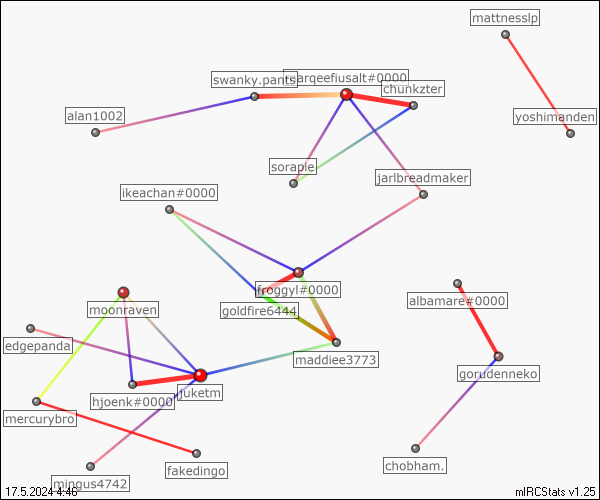 mattnesslp
swanky.pants
arqeefiusalt#0000
chunkzter
alan1002
yoshimanden
sorapie
jarlbreadmaker
ikeachan#0000
froggyl#0000
albamare#0000
goldfire6444
moonraven
edgepanda
maddiee3773
gorudenneko
juketm
hjoenk#0000
mercurybro
chobham.
fakedingo
mingus4742
17.5.2024 4:46
mIRCStats v1.25